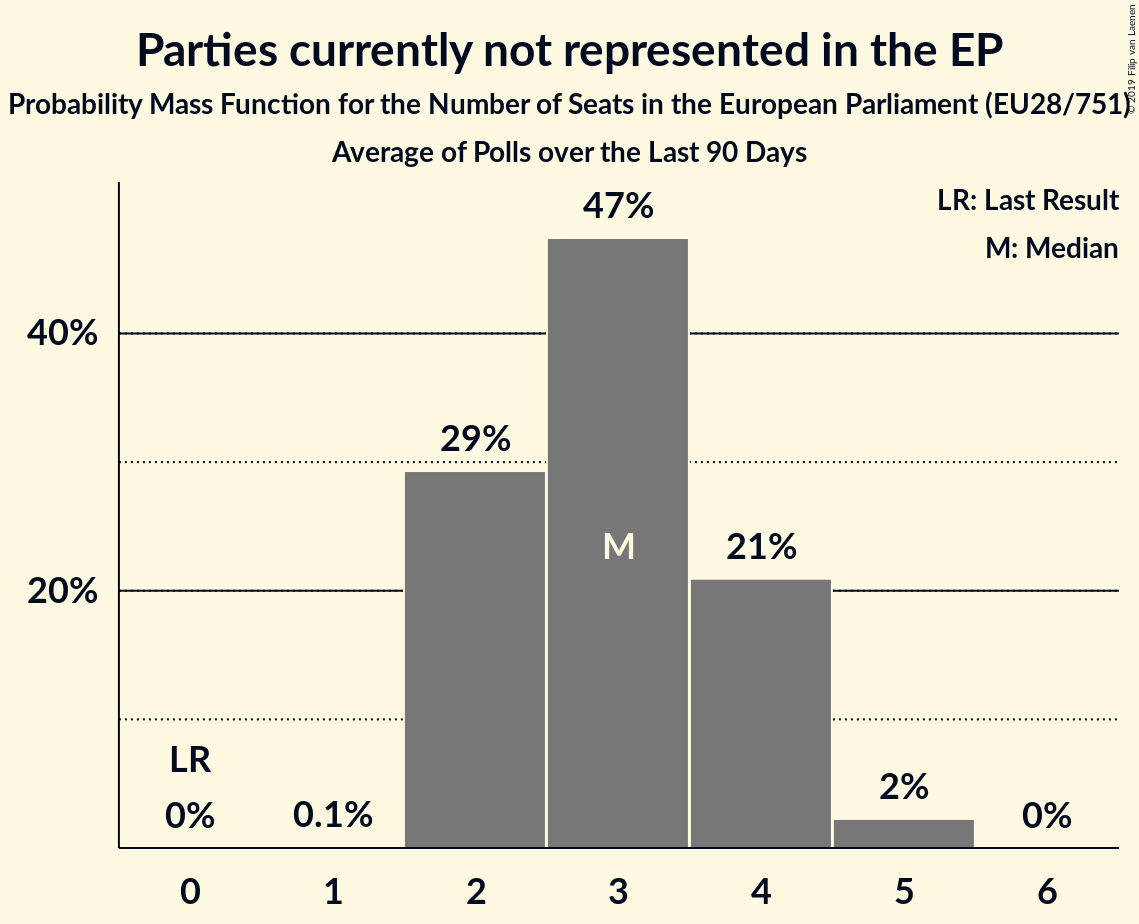 Parties currently not represented in the EP
Probability Mass Function for the Number of Seats in the European Parliament (EU28/751)
Average of Polls over the Last 90 Days
© 2019 Filip van Laenen
LR: Last Result
M: Median
47%
40%
29%
M
21%
20%
LR
0%
0.1%
2%
0%
0 1 2 3 4 5 6